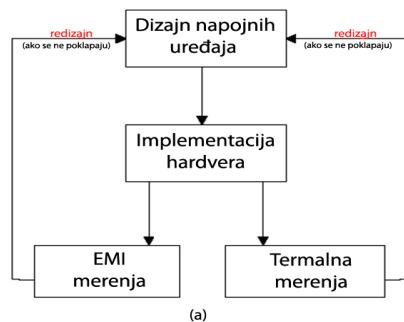 Dizajn napojnih
uređaja
redizajn
(ako se ne poklapaju)
redizajn
(ako se ne poklapaju)
Implementacija
hardvera
EMI
merenja
Termalna
merenja
(a)